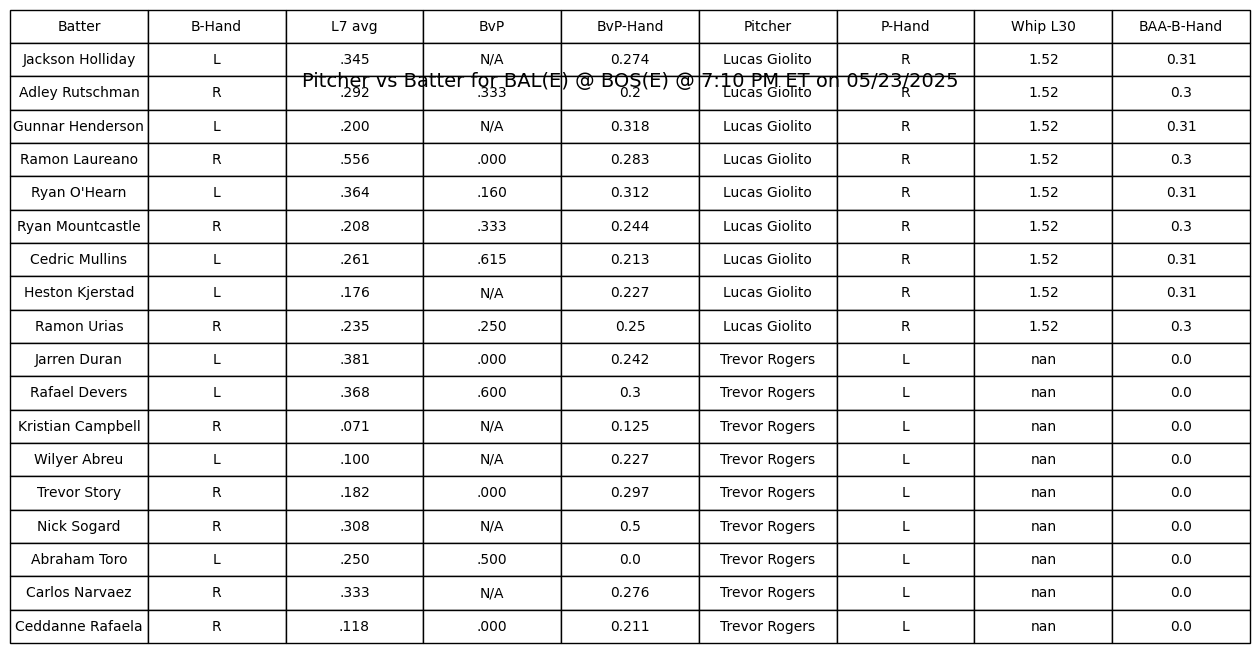 Batter B-Hand L7 avg BvP BvP-Hand Pitcher P-Hand Whip L30 BAA-B-Hand
Jackson Holliday L .345 N/A 0.274 Lucas Giolito R 1.52 0.31
Pitcher vs Batter for BAL(E) @ BOS(E) @ 7:10 PM ET on 05/23/2025
Adley Rutschman R .292 .333 0.2 Lucas Giolito R 1.52 0.3
Gunnar Henderson L .200 N/A 0.318 Lucas Giolito R 1.52 0.31
Ramon Laureano R .556 .000 0.283 Lucas Giolito R 1.52 0.3
Ryan O'Hearn L .364 .160 0.312 Lucas Giolito R 1.52 0.31
Ryan Mountcastle R .208 .333 0.244 Lucas Giolito R 1.52 0.3
Cedric Mullins L .261 .615 0.213 Lucas Giolito R 1.52 0.31
Heston Kjerstad L .176 N/A 0.227 Lucas Giolito R 1.52 0.31
Ramon Urias R .235 .250 0.25 Lucas Giolito R 1.52 0.3
Jarren Duran L .381 .000 0.242 Trevor Rogers L nan 0.0
Rafael Devers L .368 .600 0.3 Trevor Rogers L nan 0.0
Kristian Campbell R .071 N/A 0.125 Trevor Rogers L nan 0.0
Wilyer Abreu L .100 N/A 0.227 Trevor Rogers L nan 0.0
Trevor Story R .182 .000 0.297 Trevor Rogers L nan 0.0
Nick Sogard R .308 N/A 0.5 Trevor Rogers L nan 0.0
Abraham Toro L .250 .500 0.0 Trevor Rogers L nan 0.0
Carlos Narvaez R .333 N/A 0.276 Trevor Rogers L nan 0.0
Ceddanne Rafaela R .118 .000 0.211 Trevor Rogers L nan 0.0